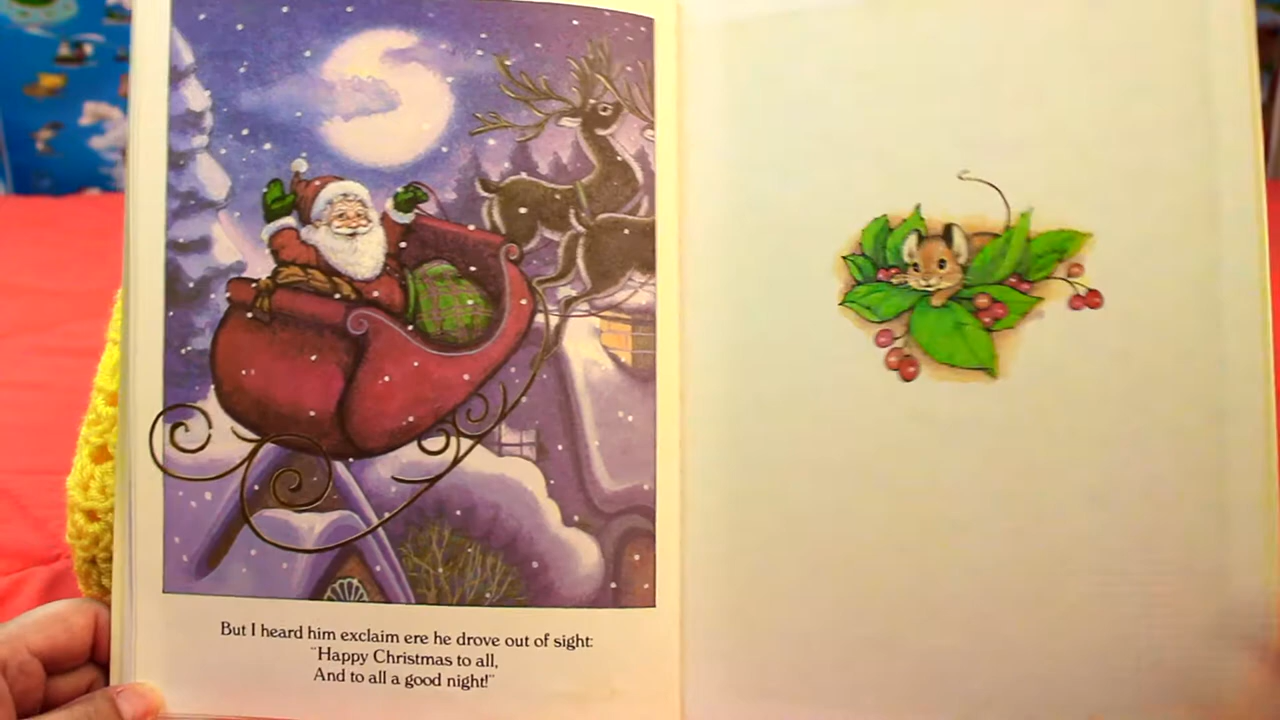 But I heard him exclaim ere he drove out of sight:
"Happy Christmas to all,
And to all a good night!"